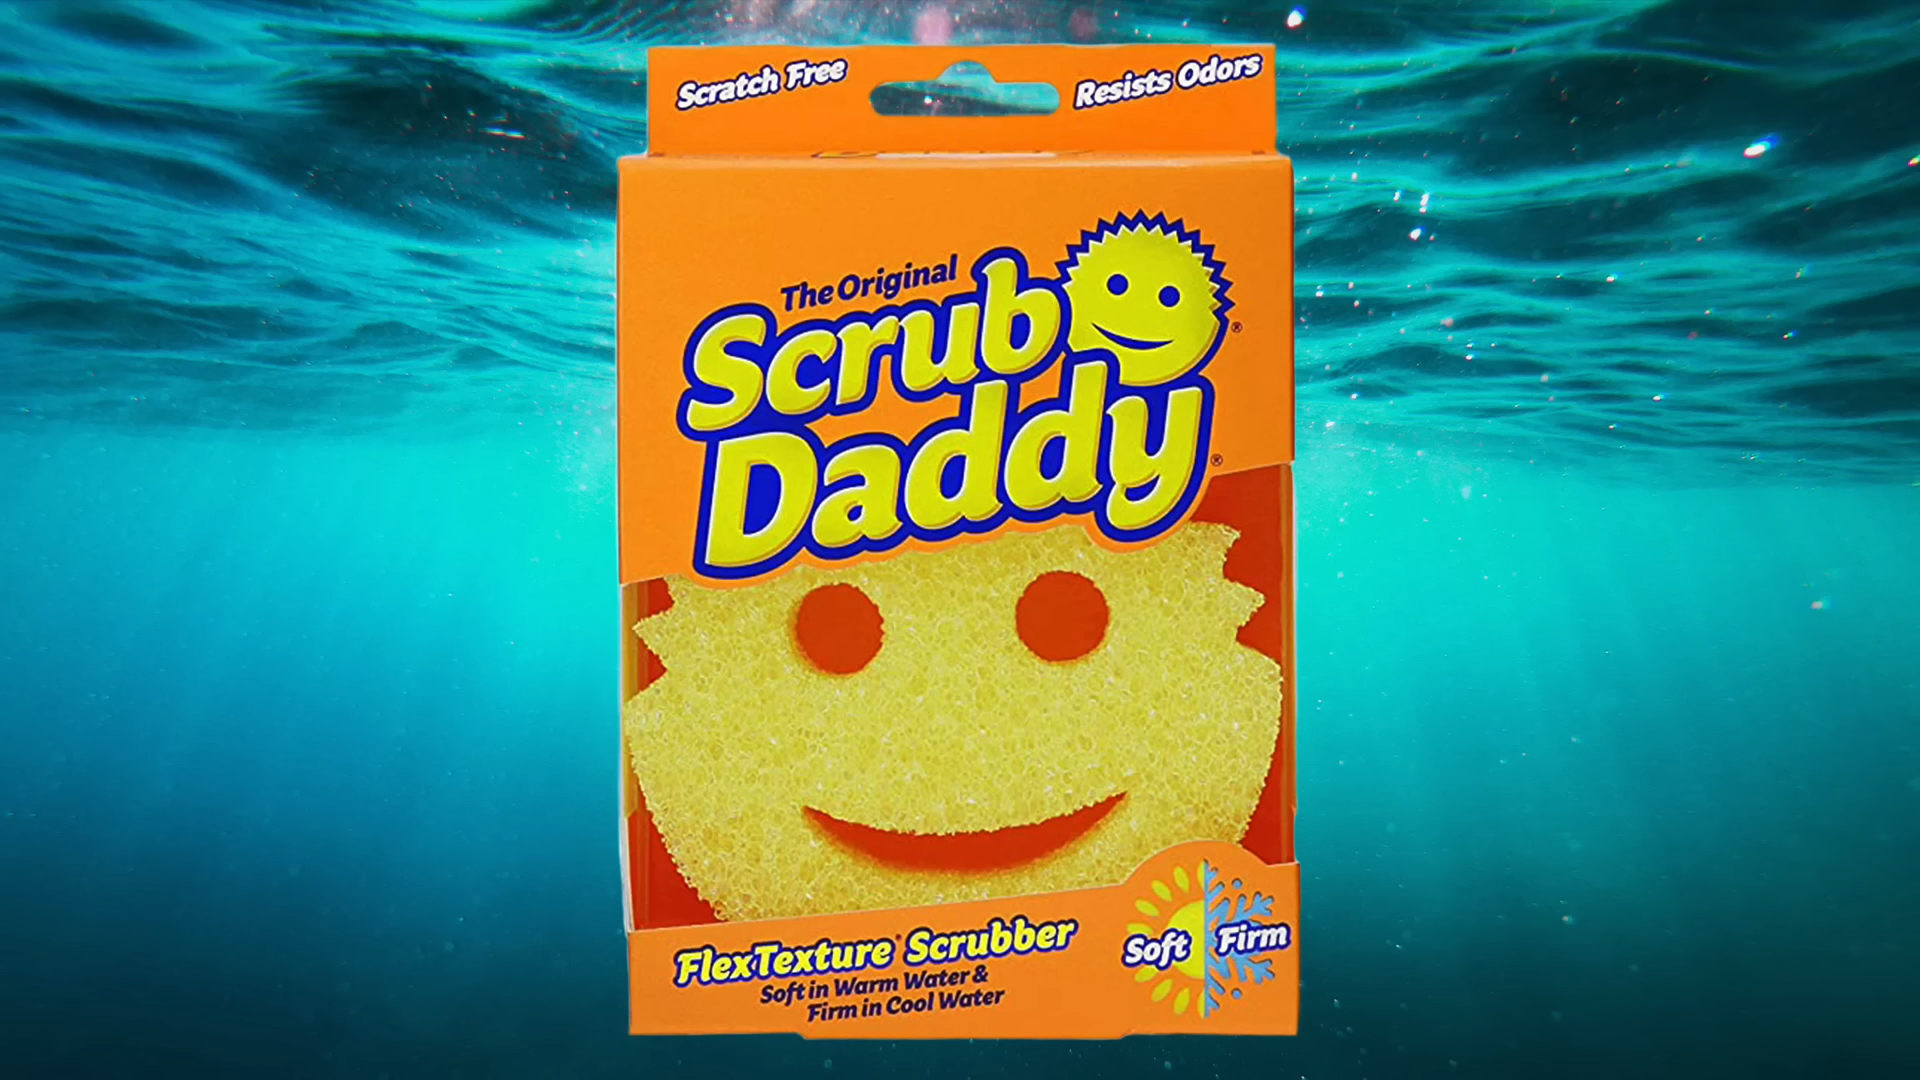 Scratch Free
Resists Odors
The Original
Scrub
Daddy
FlexTexture Scrubber
Soft in Warm Water &
Firm in Cool Water
Soft Firm